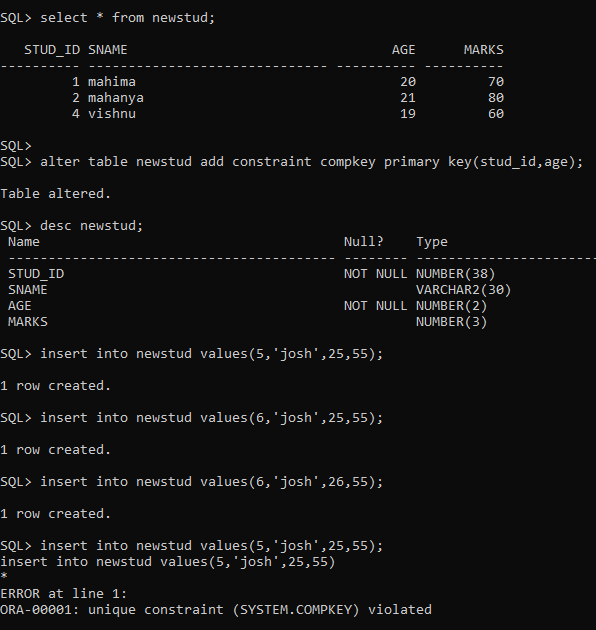 SQL> select * from newstud;
   STUD_ID SNAME                                 AGE      MARKS
---------- ------------------------------ ---------- ----------
         1 mahima                                 20         70
         2 mahanya                                21         80
         4 vishnu                                 19         60
SQL>
SQL> alter table newstud add constraint compkey primary key(stud_id,age);
Table altered.
SQL> desc newstud;
 Name                                      Null?    Type
 ----------------------------------------- -------- ----------------------
 STUD_ID                                   NOT NULL NUMBER(38)
 SNAME                                              VARCHAR2(30)
 AGE                                       NOT NULL NUMBER(2)
 MARKS                                              NUMBER(3)
SQL> insert into newstud values(5,'josh',25,55);
1 row created.
SQL> insert into newstud values(6,'josh',25,55);
1 row created.
SQL> insert into newstud values(6,'josh',26,55);
1 row created.
SQL> insert into newstud values(5,'josh',25,55);
insert into newstud values(5,'josh',25,55)
*
ERROR at line 1:
ORA-00001: unique constraint (SYSTEM.COMPKEY) violated